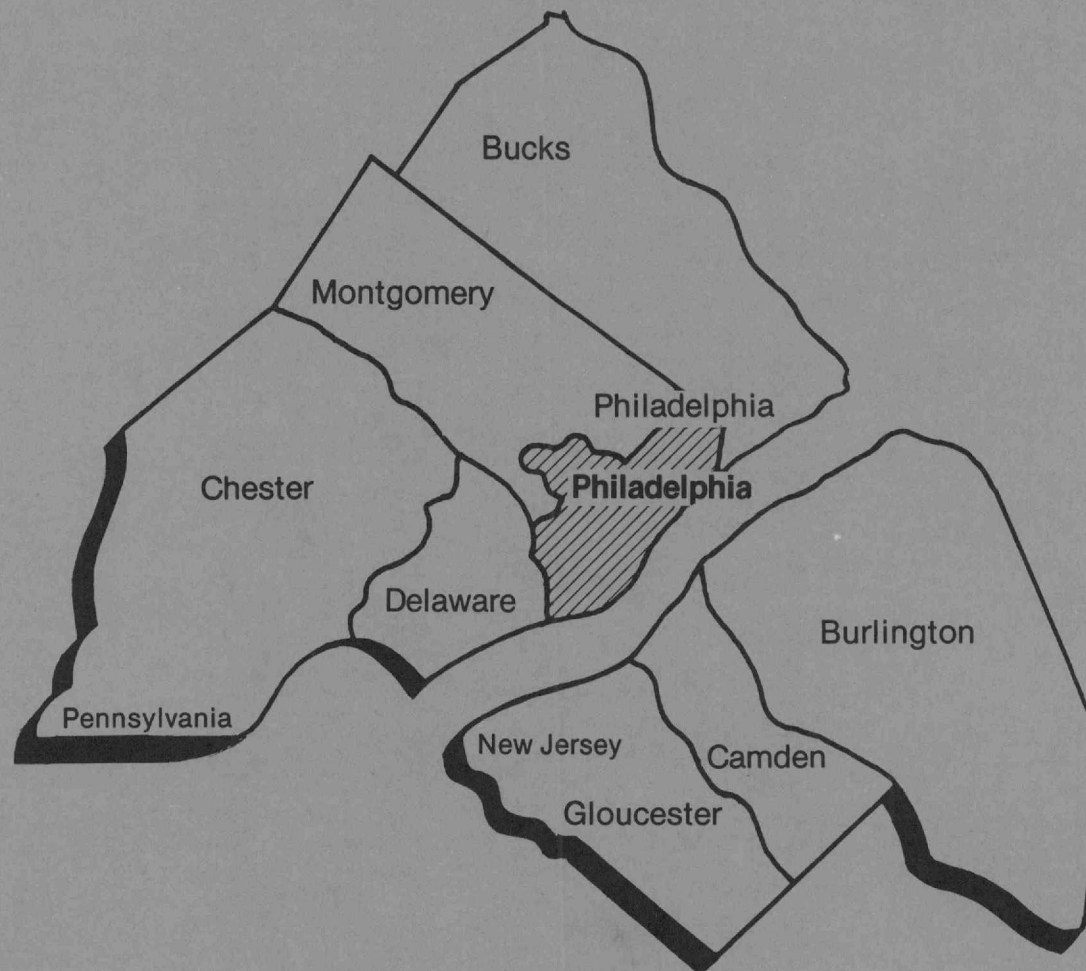 Bucks
Montgomery
Philadelphia
Chester
Philadelphia
Delaware
Burlington
Pennsylvania
New Jersey
Camden
Gloucester